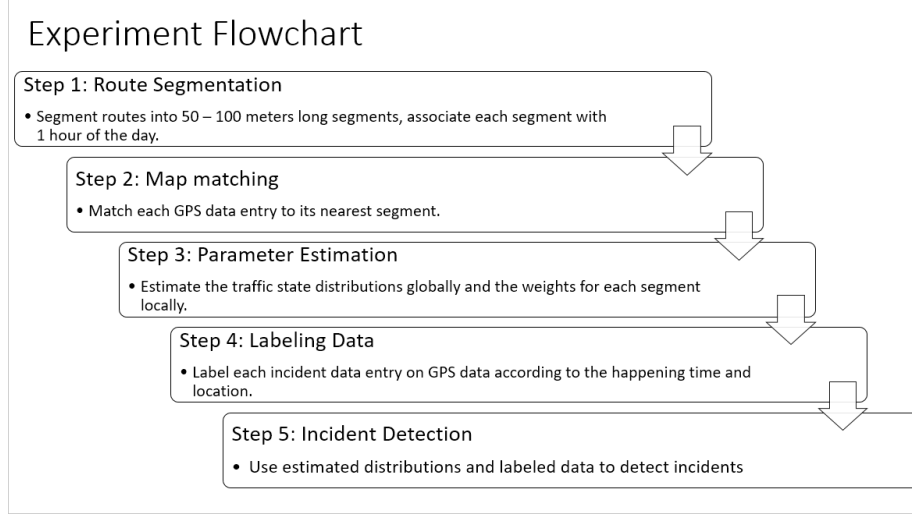 Experiment Flowchart
Step 1: Route Segmentation
• Segment routes into 50 – 100 meters long segments, associate each segment with
1 hour of the day.
Step 2: Map matching
• Match each GPS data entry to its nearest segment.
Step 3: Parameter Estimation
• Estimate the traffic state distributions globally and the weights for each segment
locally.
Step 4: Labeling Data
• Label each incident data entry on GPS data according to the happening time and
location.
Step 5: Incident Detection
• Use estimated distributions and labeled data to detect incidents